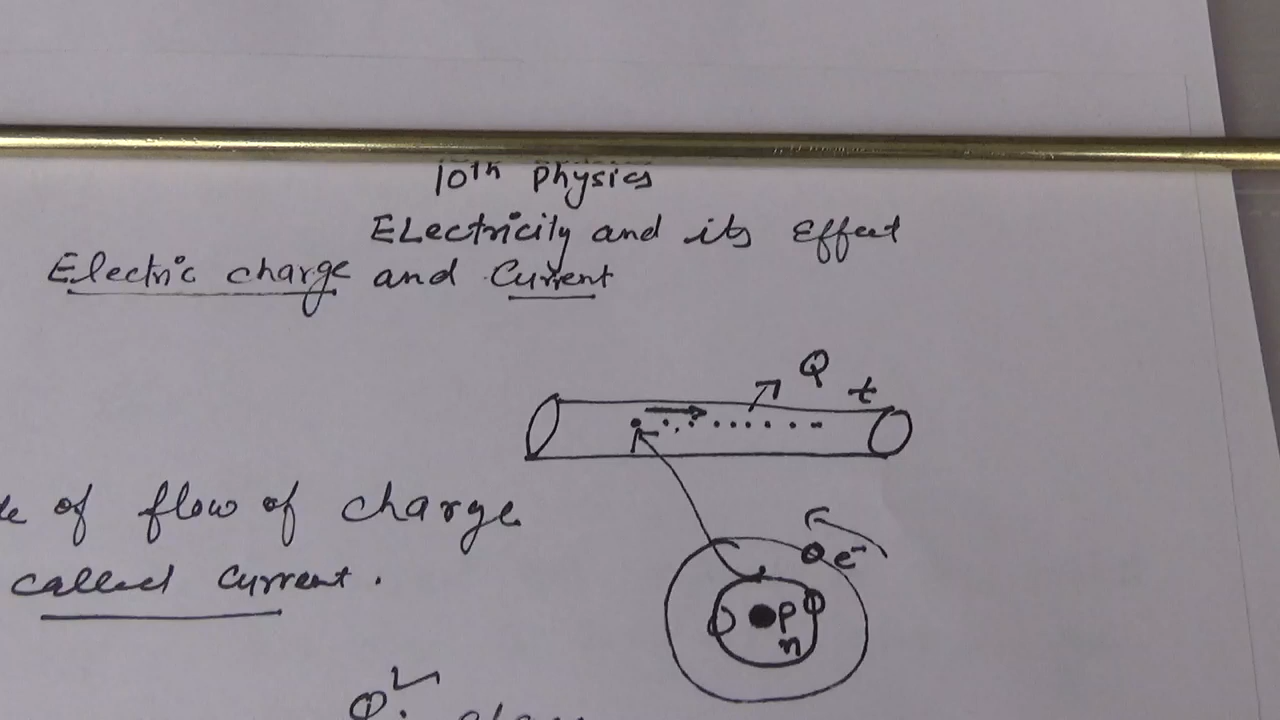 10th Physics
ELectricity and its Effect
Electric charge and Current
Q t
of flow of charge
called Current.
e⁻
P
n